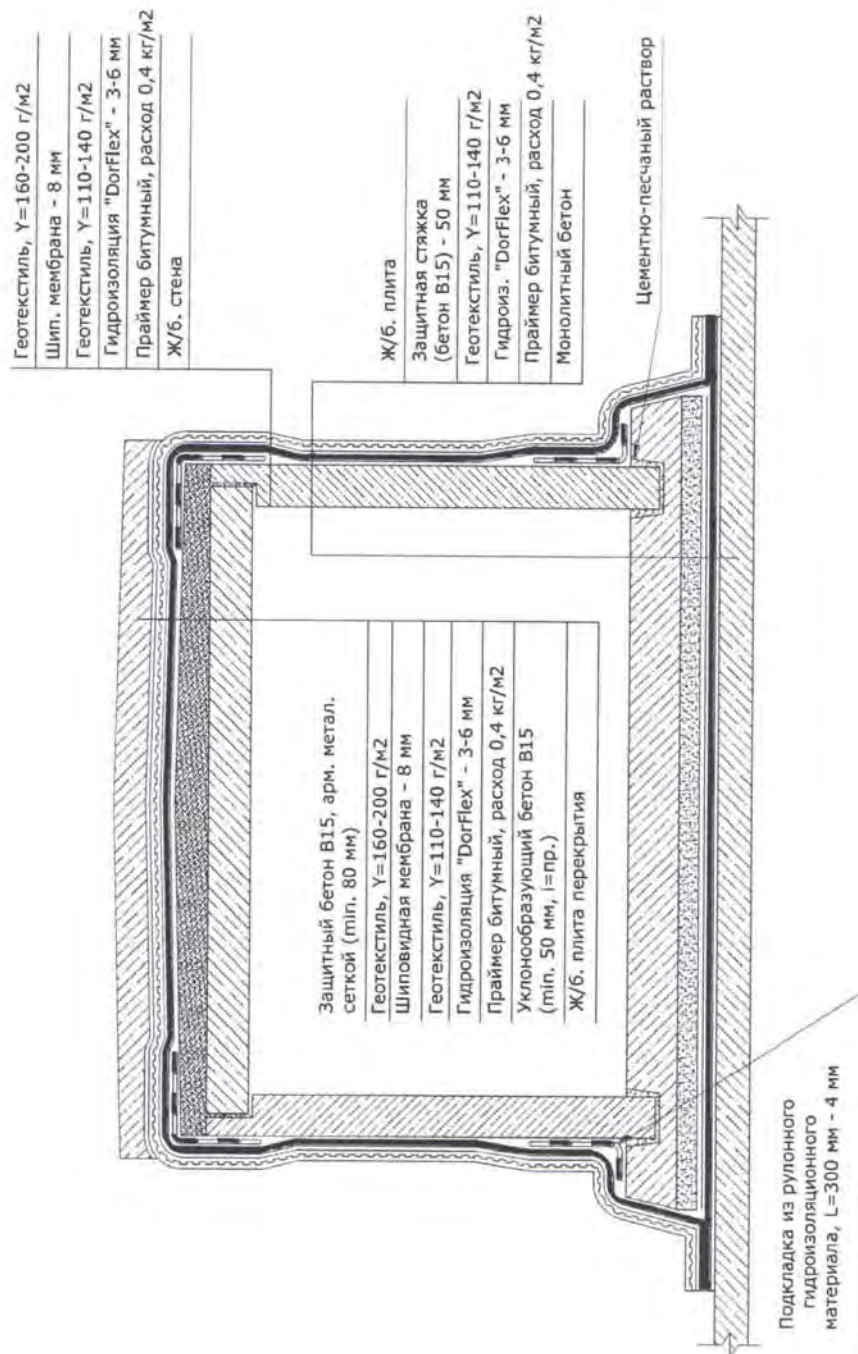 Геотекстиль, Y=160-200 г/м2
Шип. мембрана - 8 мм
Геотекстиль, Y=110-140 г/м2
Гидроизоляция "DorFlex" - 3-6 мм
Праймер битумный, расход 0,4 кг/м2
Ж/б. стена
Ж/б. плита
Защитная стяжка
(бетон В15) - 50 мм
Геотекстиль, Y=110-140 г/м2
Гидроиз. "DorFlex" - 3-6 мм
Праймер битумный, расход 0,4 кг/м2
Монолитный бетон
Цементно-песчаный раствор
Защитный бетон В15, арм. метал.
сеткой (min. 80 мм)
Геотекстиль, Y=160-200 г/м2
Шиповидная мембрана - 8 мм
Геотекстиль, Y=110-140 г/м2
Гидроизоляция "DorFlex" - 3-6 мм
Праймер битумный, расход 0,4 кг/м2
Уклонообразующий бетон В15
(min. 50 мм, i=пр.)
Ж/б. плита перекрытия
Подкладка из рулонного
гидроизоляционного
материала, L=300 мм - 4 мм